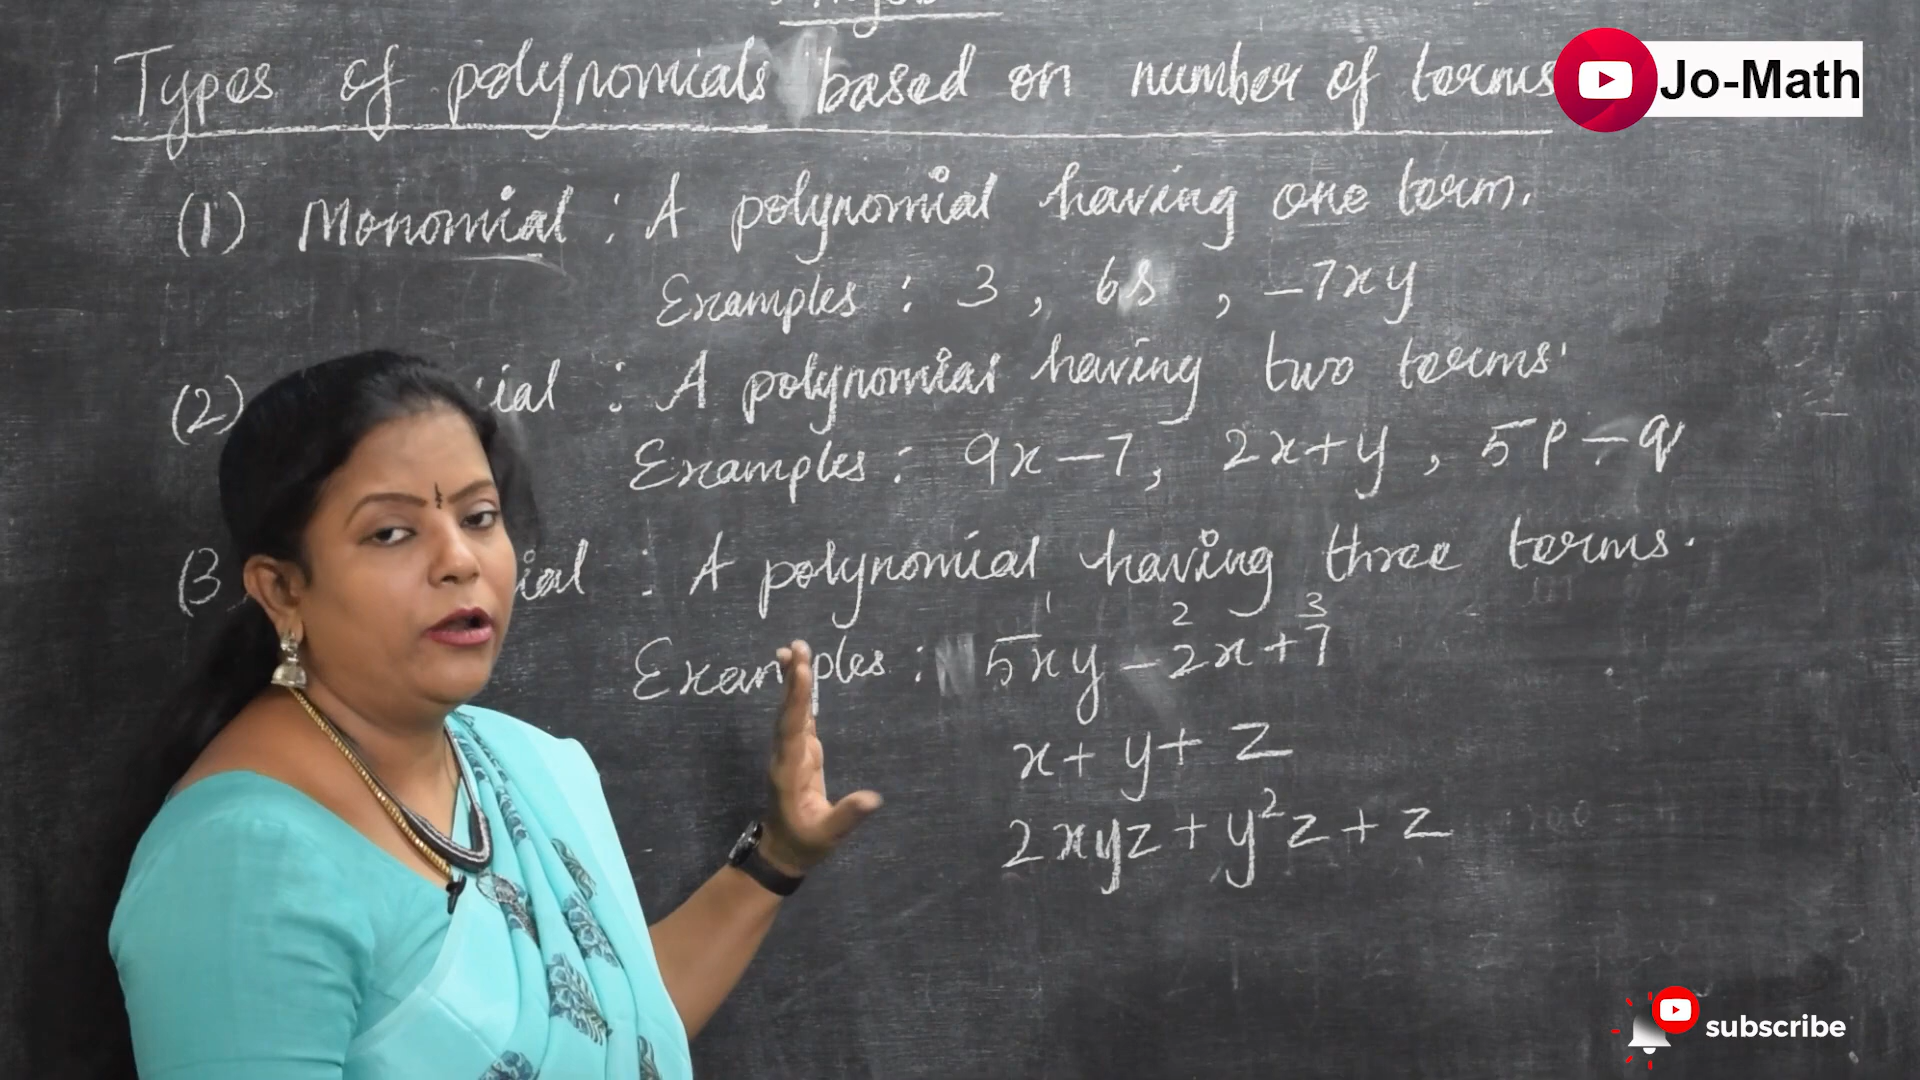 Types of polynomials based on number of terms
Jo-Math
(1) Monomial : A polynomial having one term.
Examples : 3 , 6s , -7xy
(2) ial : A polynomial having two terms.
Examples : 9x-7, 2x+y , 5p-q
(3 ial : A polynomial having three terms.
1 2 3
Examples : 5xy - 2x + 7
x + y + z
2xyz + y²z + z
subscribe